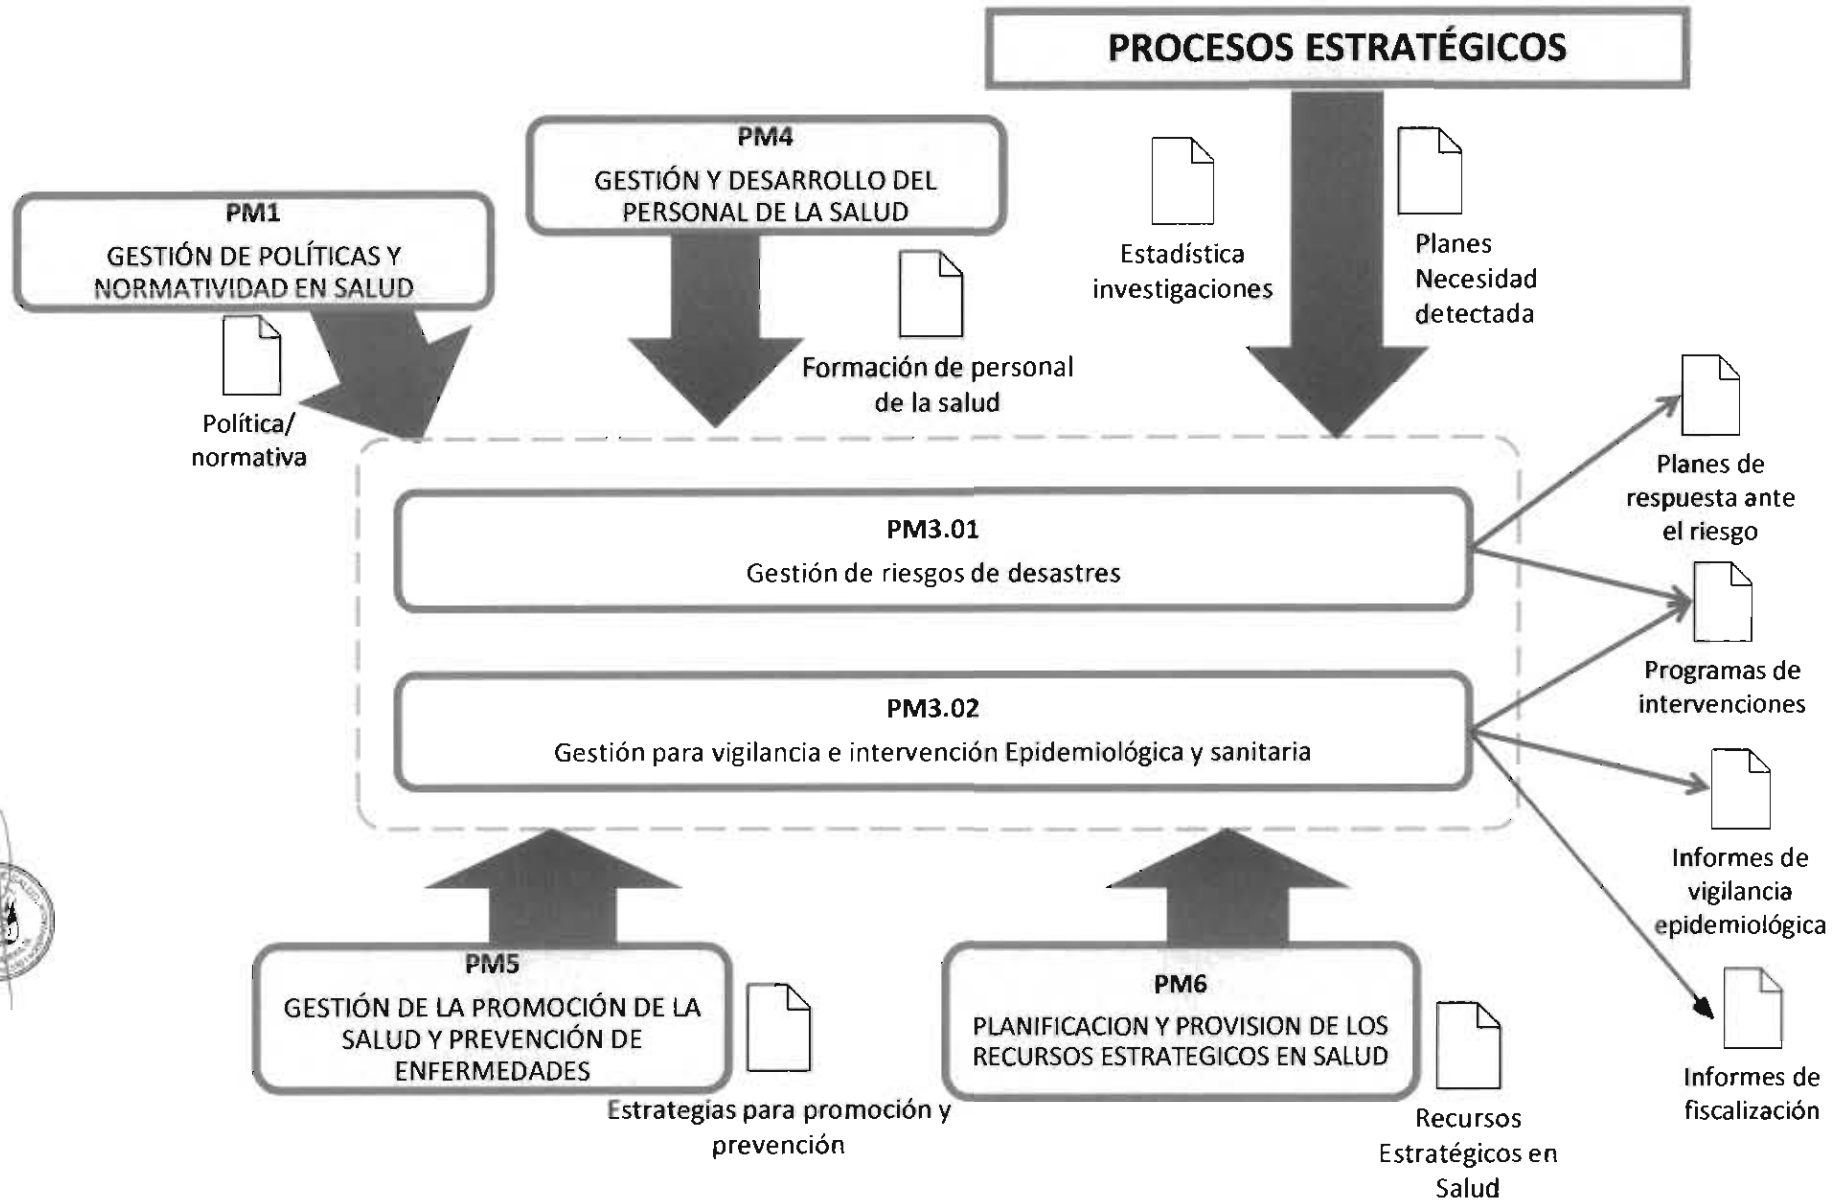 PROCESOS ESTRATÉGICOS
PM4
GESTIÓN Y DESARROLLO DEL
PERSONAL DE LA SALUD
PM1
GESTIÓN DE POLÍTICAS Y
NORMATIVIDAD EN SALUD
Estadística
investigaciones
Planes
Necesidad
detectada
Formación de personal
de la salud
Política/
normativa
PM3.01
Gestión de riesgos de desastres
Planes de
respuesta ante
el riesgo
Programas de
intervenciones
PM3.02
Gestión para vigilancia e intervención Epidemiológica y sanitaria
Informes de
vigilancia
epidemiológica
Informes de
fiscalización
PM5
GESTIÓN DE LA PROMOCIÓN DE LA
SALUD Y PREVENCIÓN DE
ENFERMEDADES
Estrategias para promoción y
prevención
PM6
PLANIFICACION Y PROVISION DE LOS
RECURSOS ESTRATEGICOS EN SALUD
Recursos
Estratégicos en
Salud